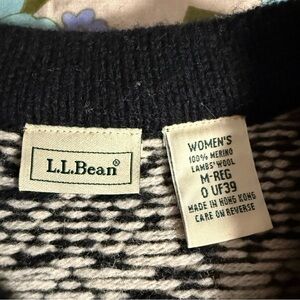 L.L.Bean®
WOMEN'S
100% MERINO
LAMBS' WOOL
M-REG
0 UF39
MADE IN HONG KONG
CARE ON REVERSE